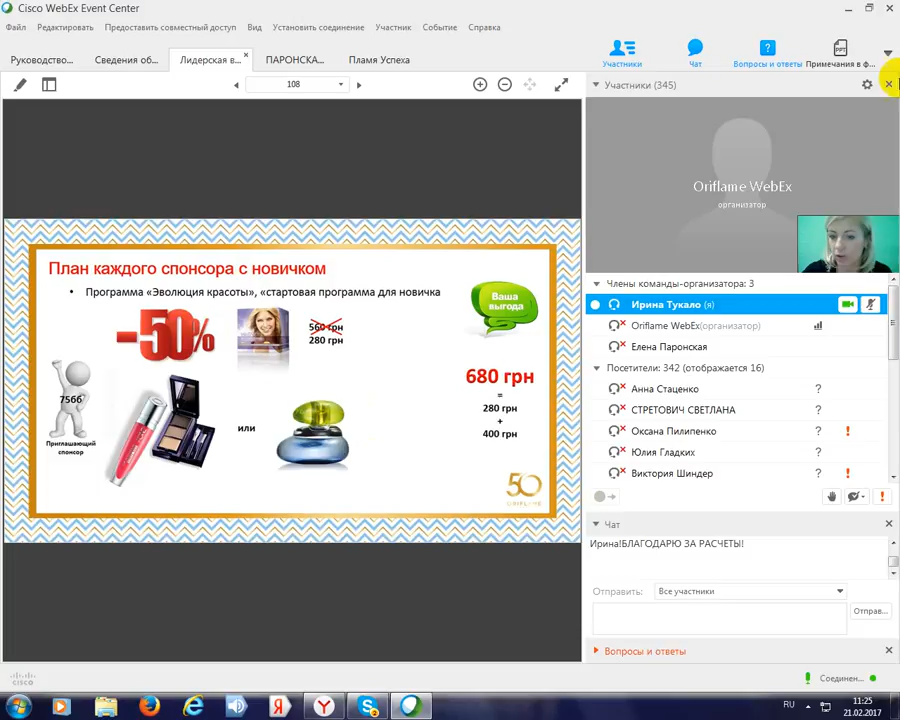 Cisco WebEx Event Center
Файл Редактировать Предоставить совместный доступ Вид Установить соединение Участник Событие Справка
Руководство... Сведения об... Лидерская в... ПАРОНСКА... Пламя Успеха
Участники Чат Вопросы и ответы Примечания в ф...
108
Участники (345)
Oriflame WebEx
организатор
Члены команды-организатора: 3
Ирина Тукало (я)
Oriflame WebEx(организатор)
Елена Паронская
Посетители: 342 (отображается 16)
Анна Стаценко ?
СТРЕТОВИЧ СВЕТЛАНА ?
Оксана Пилипенко ? !
Юлия Гладких ?
Виктория Шиндер ? !
План каждого спонсора с новичком
• Программа «Эволюция красоты», «стартовая программа для новичка
-50%
560 грн
280 грн
Ваша
выгода
75бб
Приглашающий
спонсор
или
680 грн
=
280 грн
+
400 грн
50
ORIFLAME
Чат
Ирина!БЛАГОДАРЮ ЗА РАСЧЕТЫ!
Отправить: Все участники
Отправ...
Вопросы и ответы
cisco
Соединен...
RU
11:25
21.02.2017